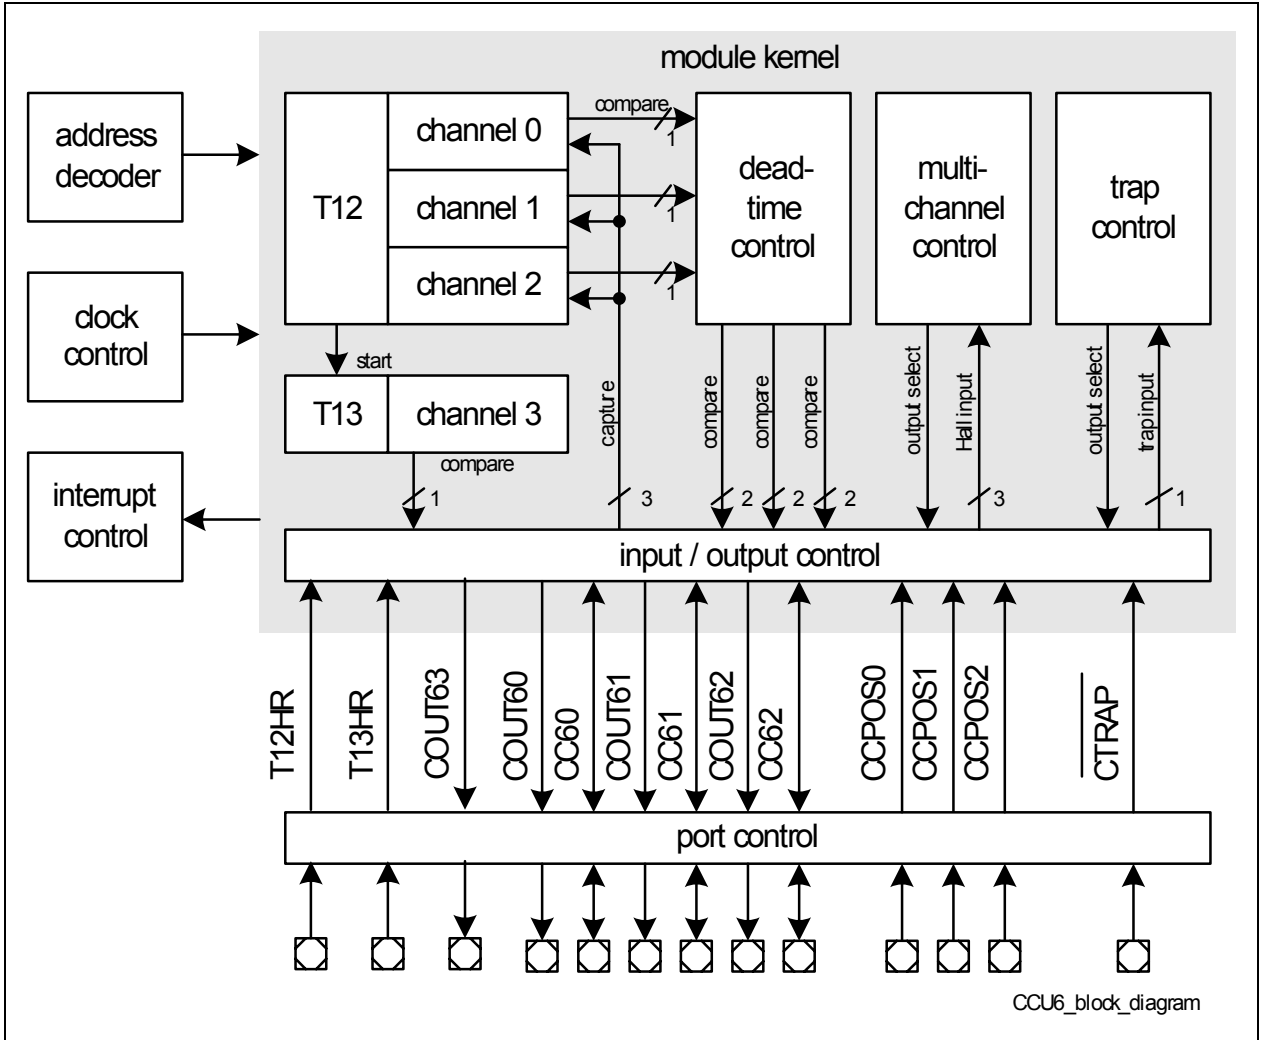 module kernel
address
decoder
clock
control
interrupt
control
T12
channel 0
channel 1
channel 2
compare
1
1
1
dead-
time
control
multi-
channel
control
trap
control
start
T13
channel 3
compare
1
capture
3
compare
2
compare
2
compare
2
output select
Hall input
3
output select
trap input
1
input / output control
T12HR
T13HR
COUT63
COUT60
CC60
COUT61
CC61
COUT62
CC62
CCPOS0
CCPOS1
CCPOS2
CTRAP
port control
CCU6_block_diagram